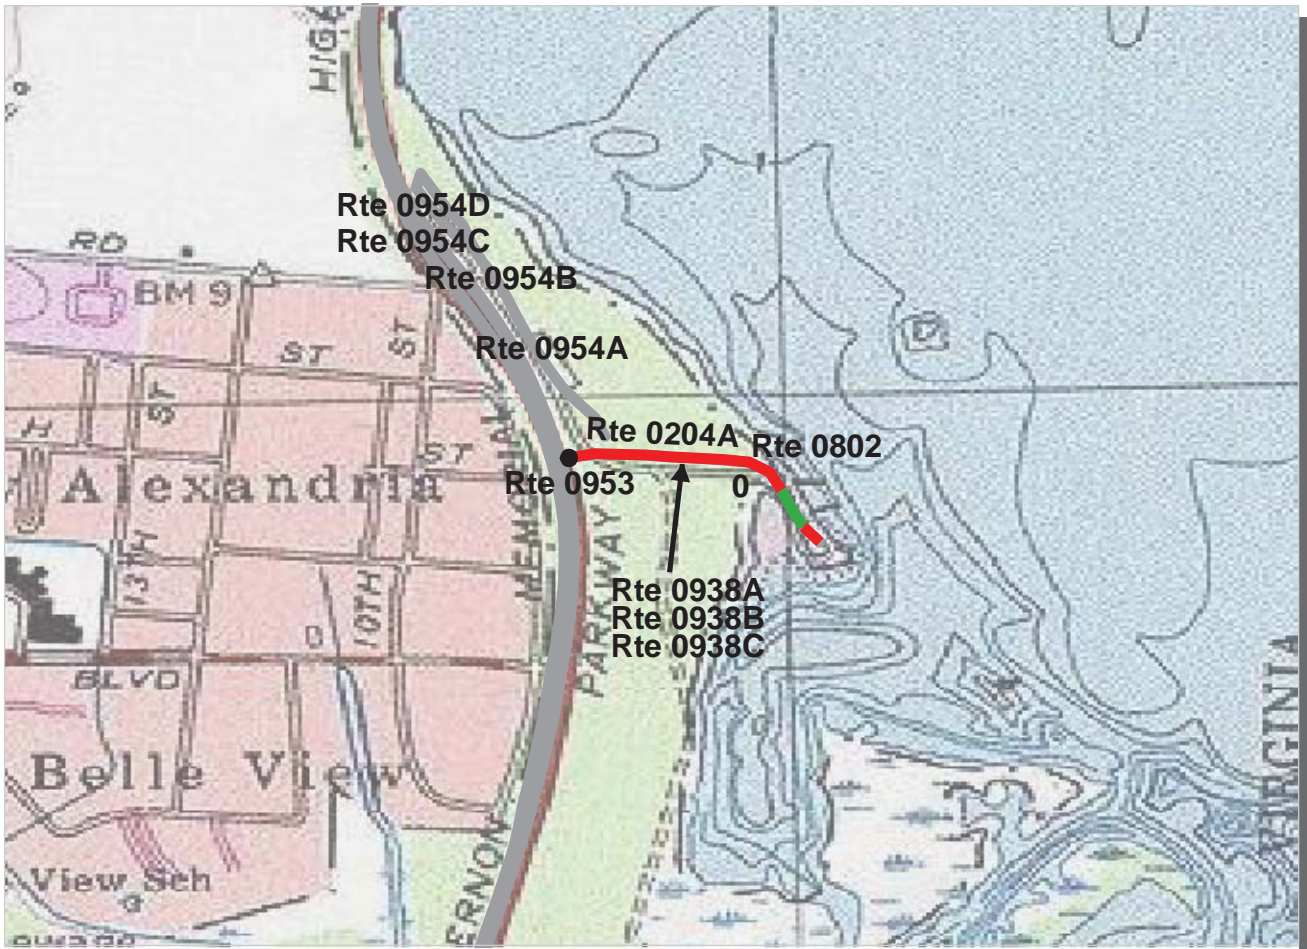 HIG
Rte 0954D
Rte 0954C
RD
Rte 0954B
BM 9
ST
ST
Rte 0954A
ST
H
MEMORIAL
Rte 0204A
Rte 0802
ST
Rte 0953
0
Alexandria
PARKWAY
13TH
10TH
Rte 0938A
Rte 0938B
Rte 0938C
BLVD
VIRGINIA
Belle View
ERNON
View Sch